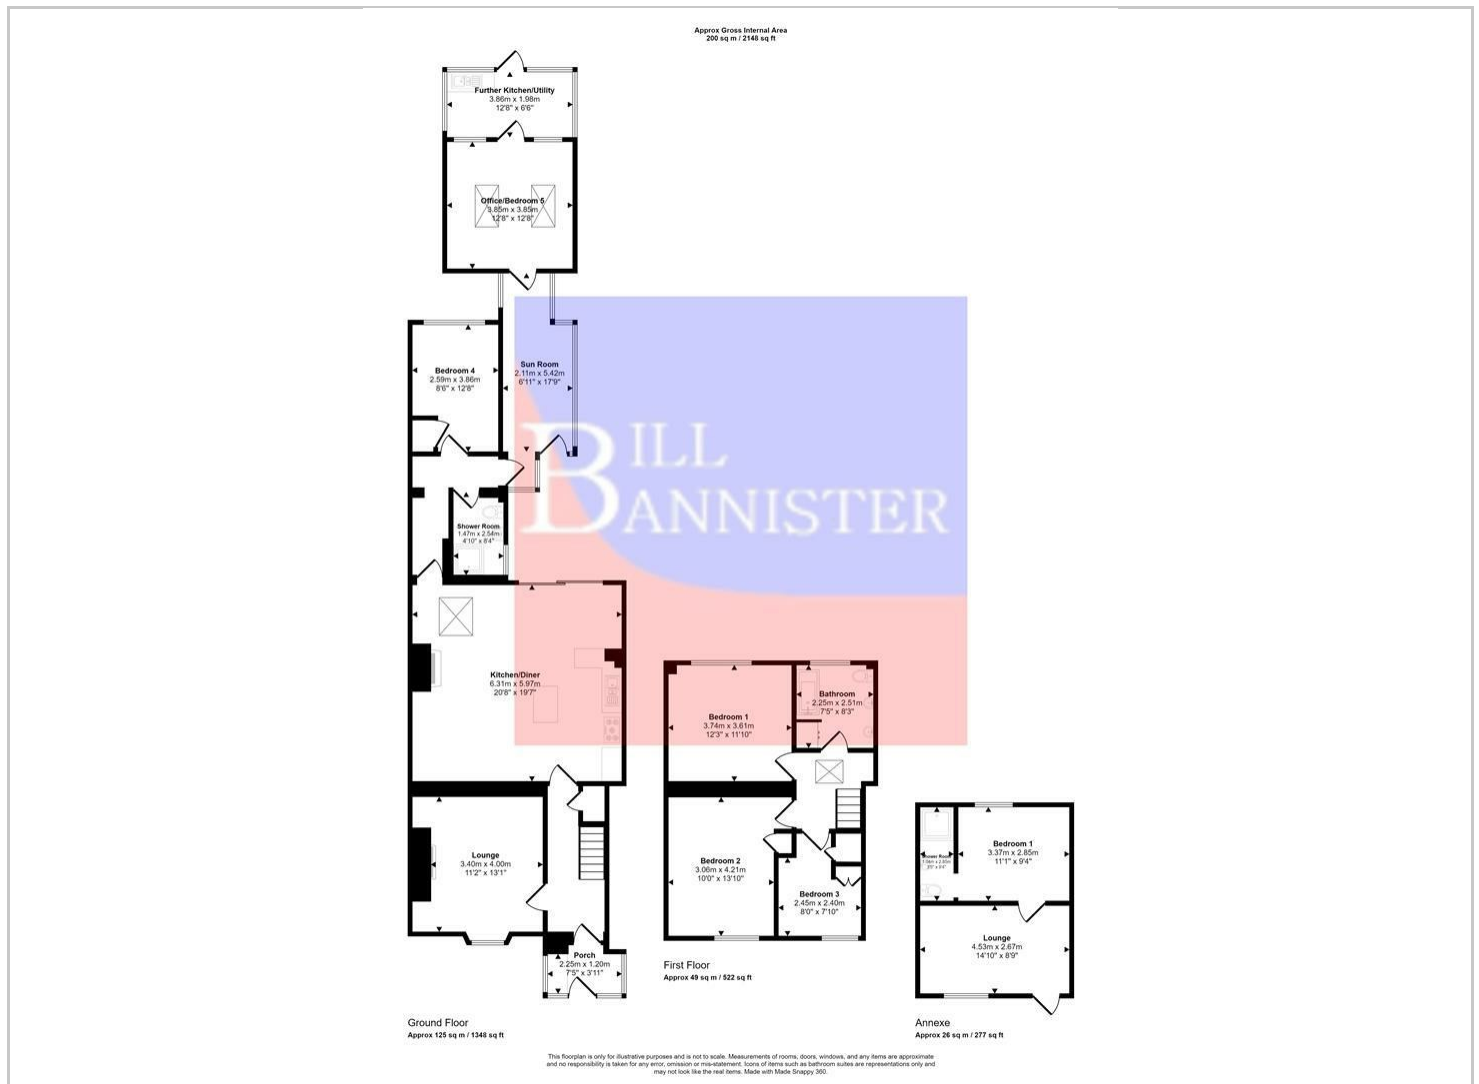 Approx Gross Internal Area
200 sq m / 2148 sq ft
Further Kitchen/Utility
3.86m x 1.98m
12'8" x 6'6"
Office/Bedroom 5
3.85m x 3.85m
12'8" x 12'8"
Bedroom 4
2.59m x 3.86m
8'6" x 12'8"
Sun Room
2.11m x 5.42m
6'11" x 17'9"
BILL
BANNISTER
Shower Room
1.47m x 2.54m
4'10" x 8'4"
Kitchen/Diner
6.31m x 5.97m
20'8" x 19'7"
Lounge
3.40m x 4.00m
11'2" x 13'1"
Porch
2.25m x 1.20m
7'5" x 3'11"
Ground Floor
Approx 125 sq m / 1348 sq ft
Bedroom 1
3.74m x 3.61m
12'3" x 11'10"
Bathroom
2.25m x 2.51m
7'5" x 8'3"
Bedroom 2
3.06m x 4.21m
10'0" x 13'10"
Bedroom 3
2.45m x 2.40m
8'0" x 7'10"
First Floor
Approx 49 sq m / 522 sq ft
Shower Room
Bedroom 1
3.37m x 2.85m
11'1" x 9'4"
Lounge
4.53m x 2.67m
14'10" x 8'9"
Annexe
Approx 26 sq m / 277 sq ft
This floorplan is only for illustrative purposes and is not to scale. Measurements of rooms, doors, windows, and any items are approximate
and no responsibility is taken for any error, omission or mis-statement. Icons of items such as bathroom suites are representations only and
may not look like the real items. Made with Made Snappy 360.